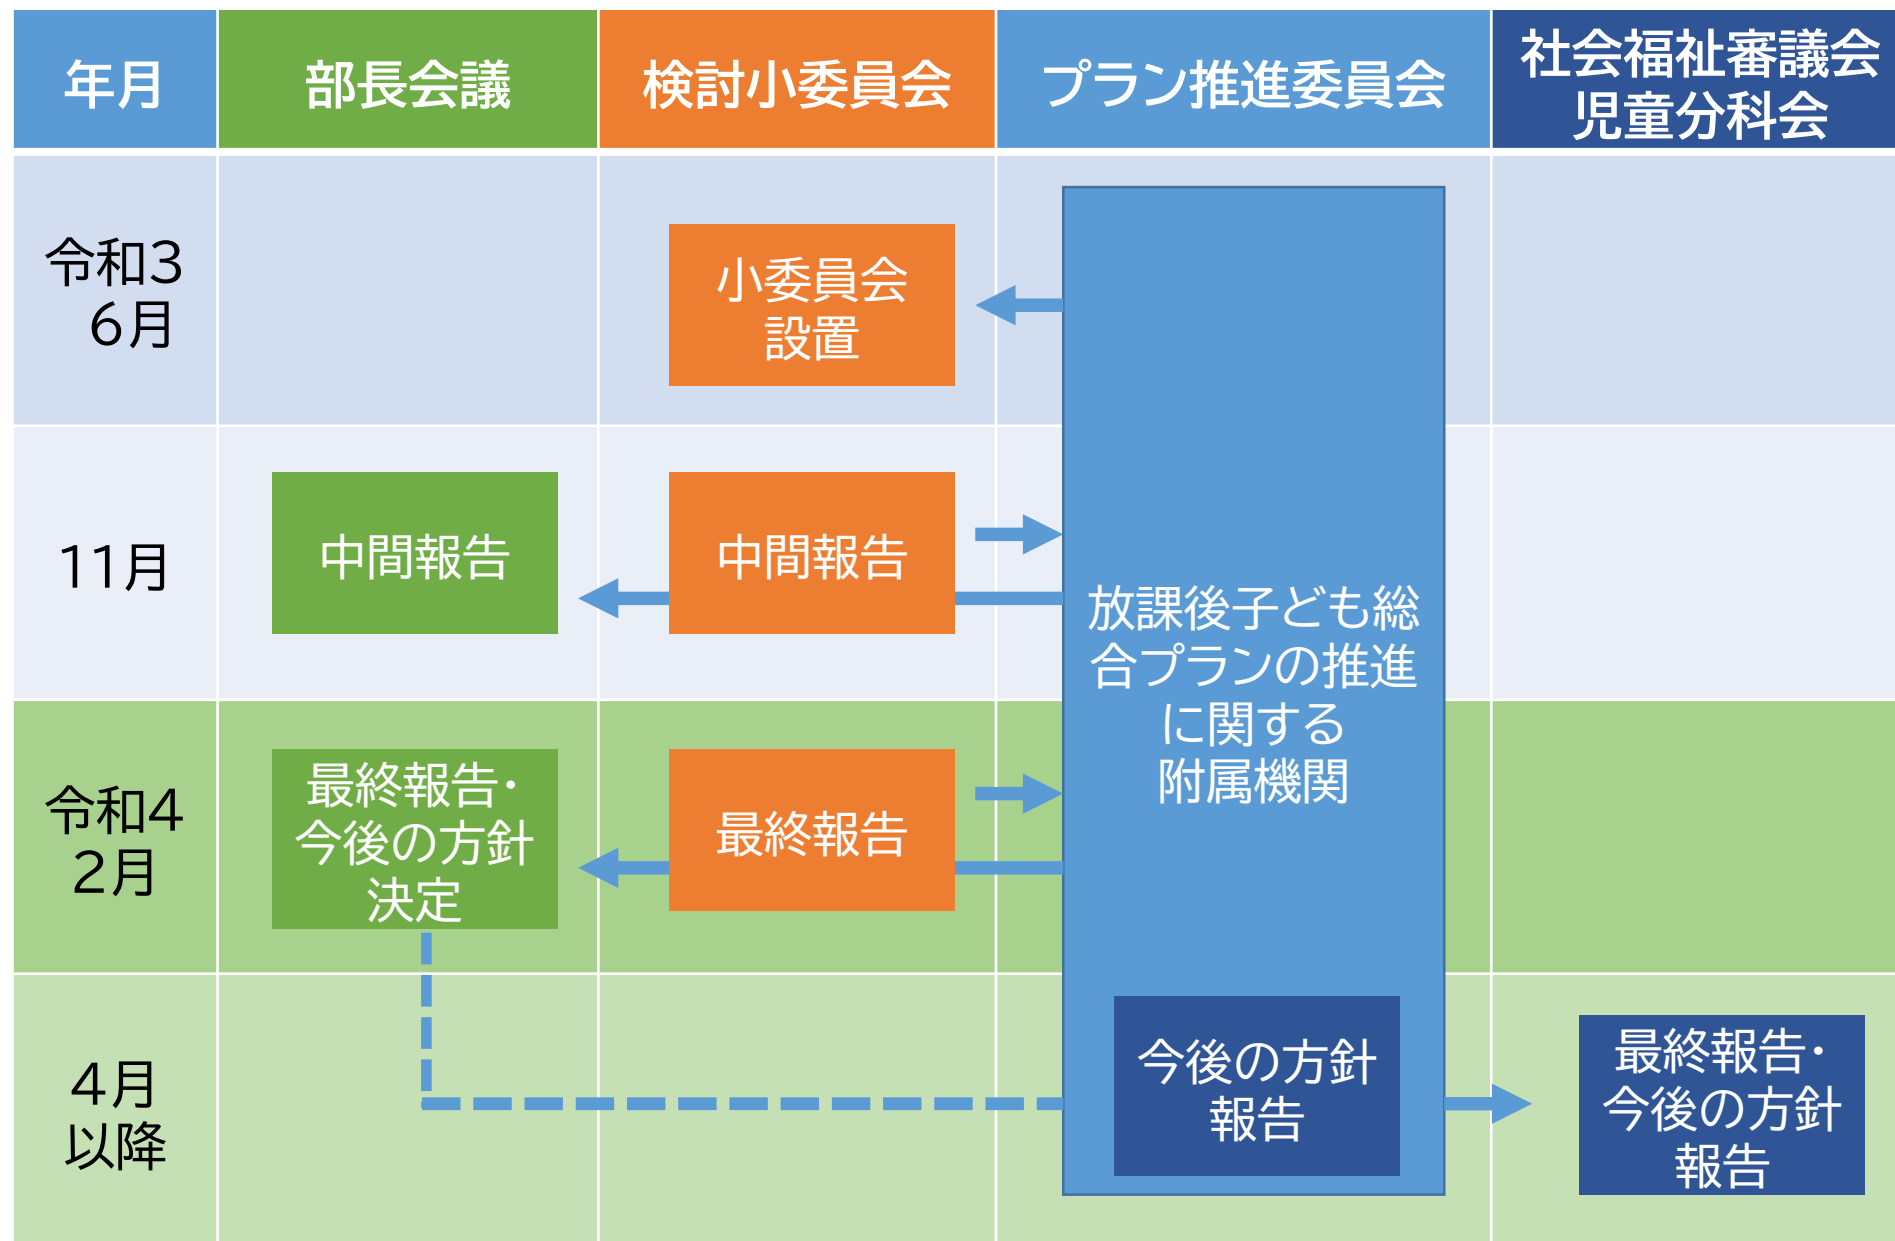 年月
部長会議
検討小委員会
プラン推進委員会
社会福祉審議会
児童分科会
令和3
6月
小委員会
設置
11月
中間報告
中間報告
放課後子ども総
合プランの推進
に関する
附属機関
令和4
2月
最終報告・
今後の方針
決定
最終報告
4月
以降
今後の方針
報告
最終報告・
今後の方針
報告